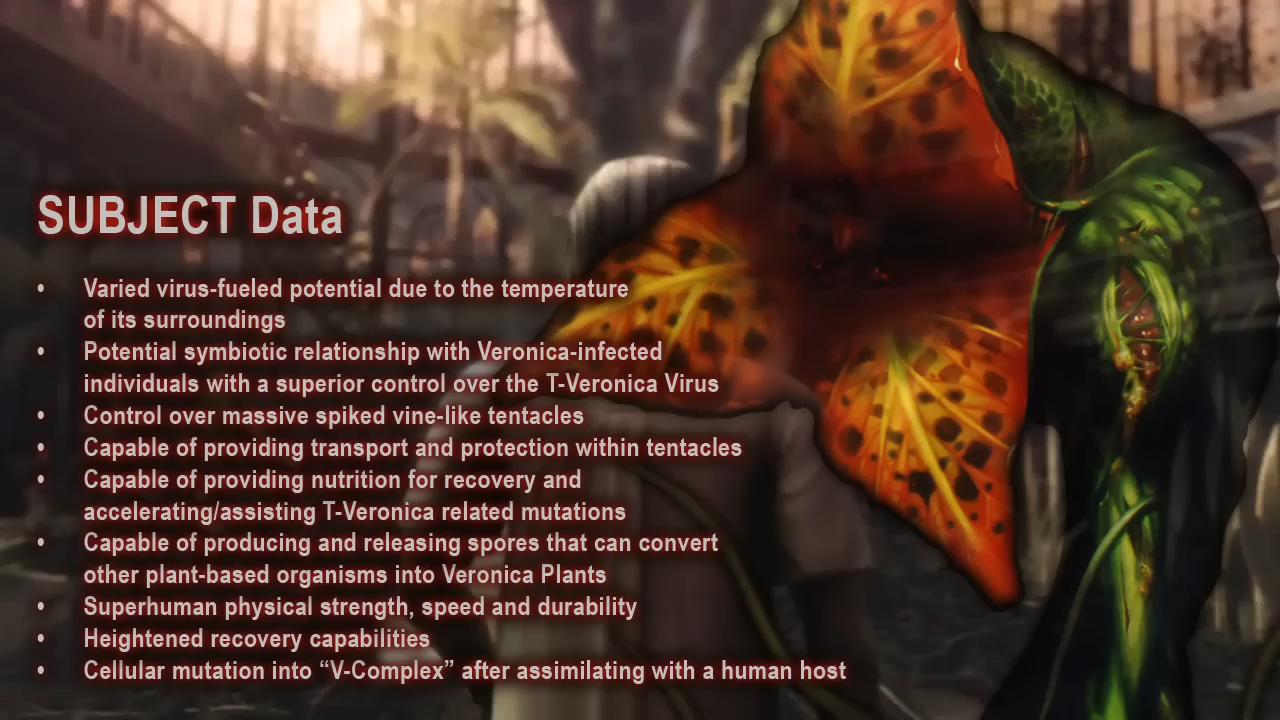 SUBJECT Data
• Varied virus-fueled potential due to the temperature
of its surroundings
• Potential symbiotic relationship with Veronica-infected
individuals with a superior control over the T-Veronica Virus
• Control over massive spiked vine-like tentacles
• Capable of providing transport and protection within tentacles
• Capable of providing nutrition for recovery and
accelerating/assisting T-Veronica related mutations
• Capable of producing and releasing spores that can convert
other plant-based organisms into Veronica Plants
• Superhuman physical strength, speed and durability
• Heightened recovery capabilities
• Cellular mutation into “V-Complex” after assimilating with a human host